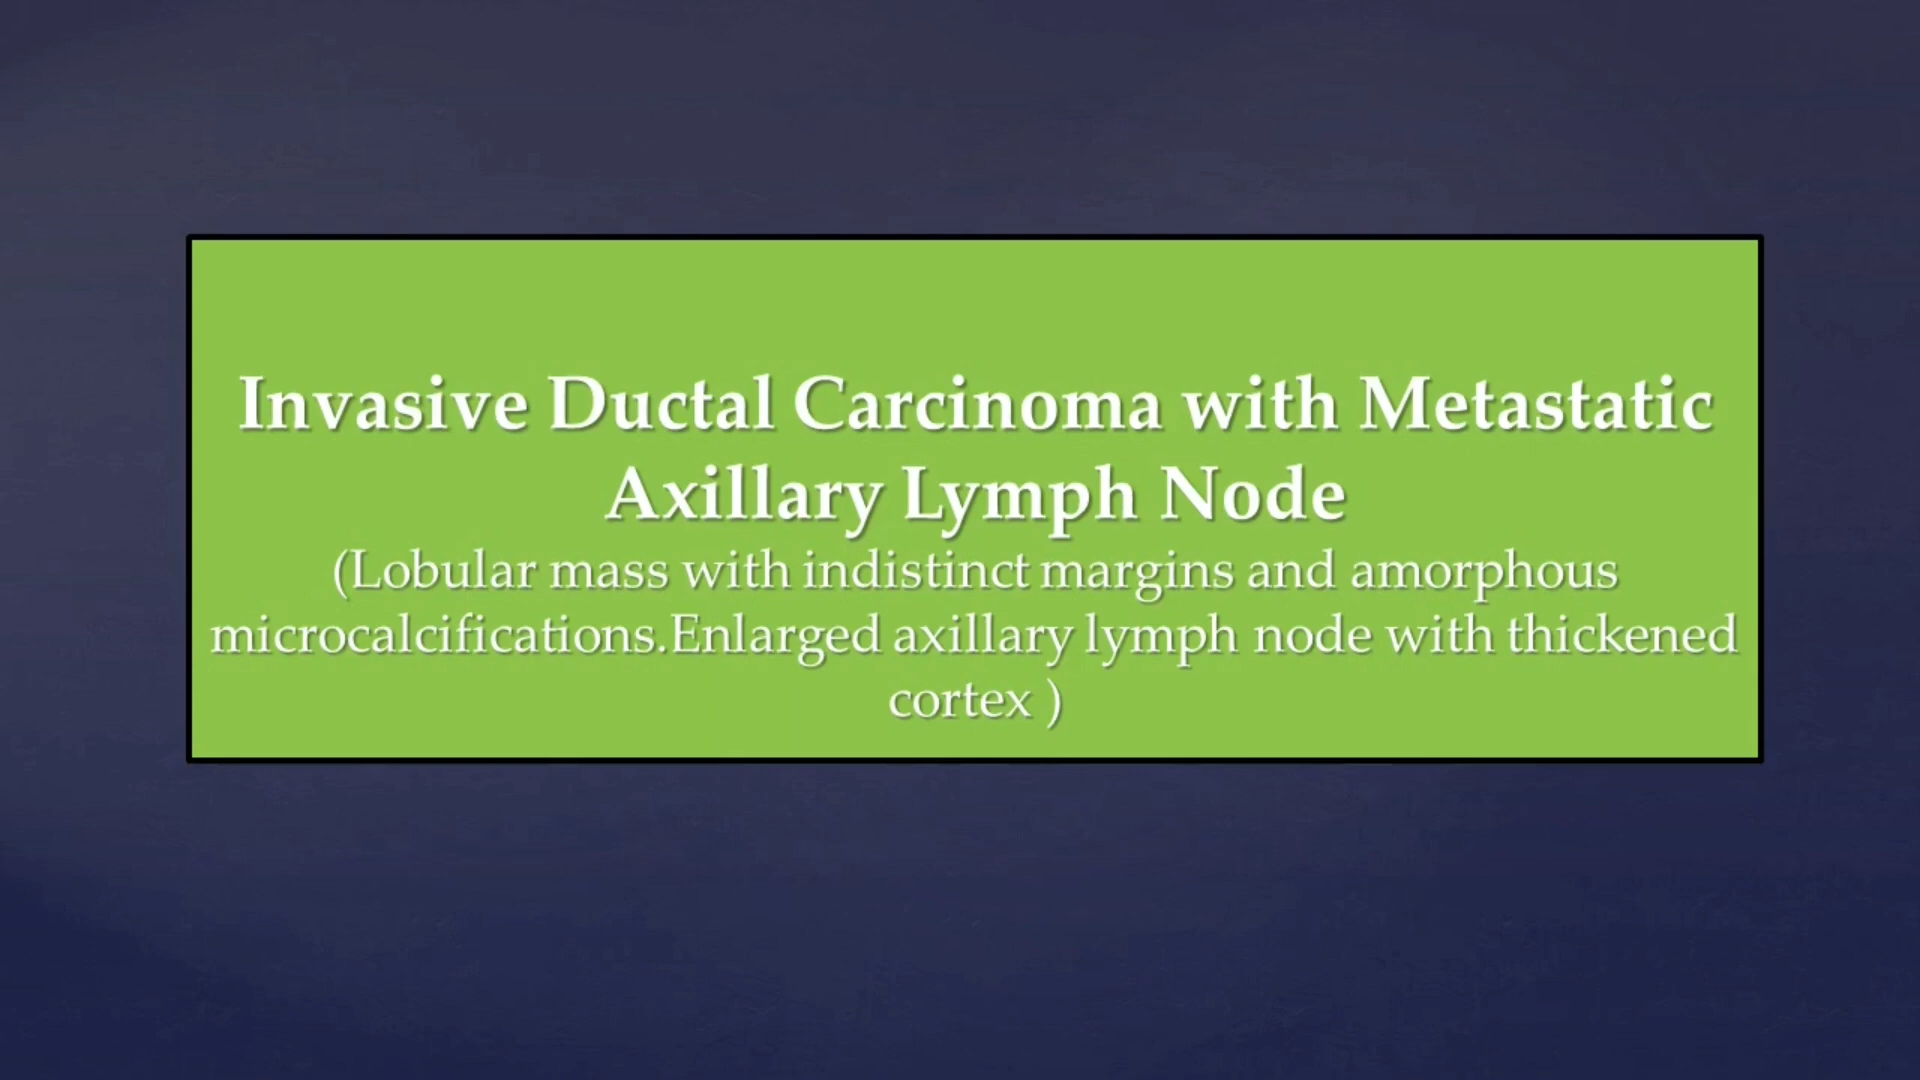 Invasive Ductal Carcinoma with Metastatic
Axillary Lymph Node
(Lobular mass with indistinct margins and amorphous
microcalcifications.Enlarged axillary lymph node with thickened
cortex )